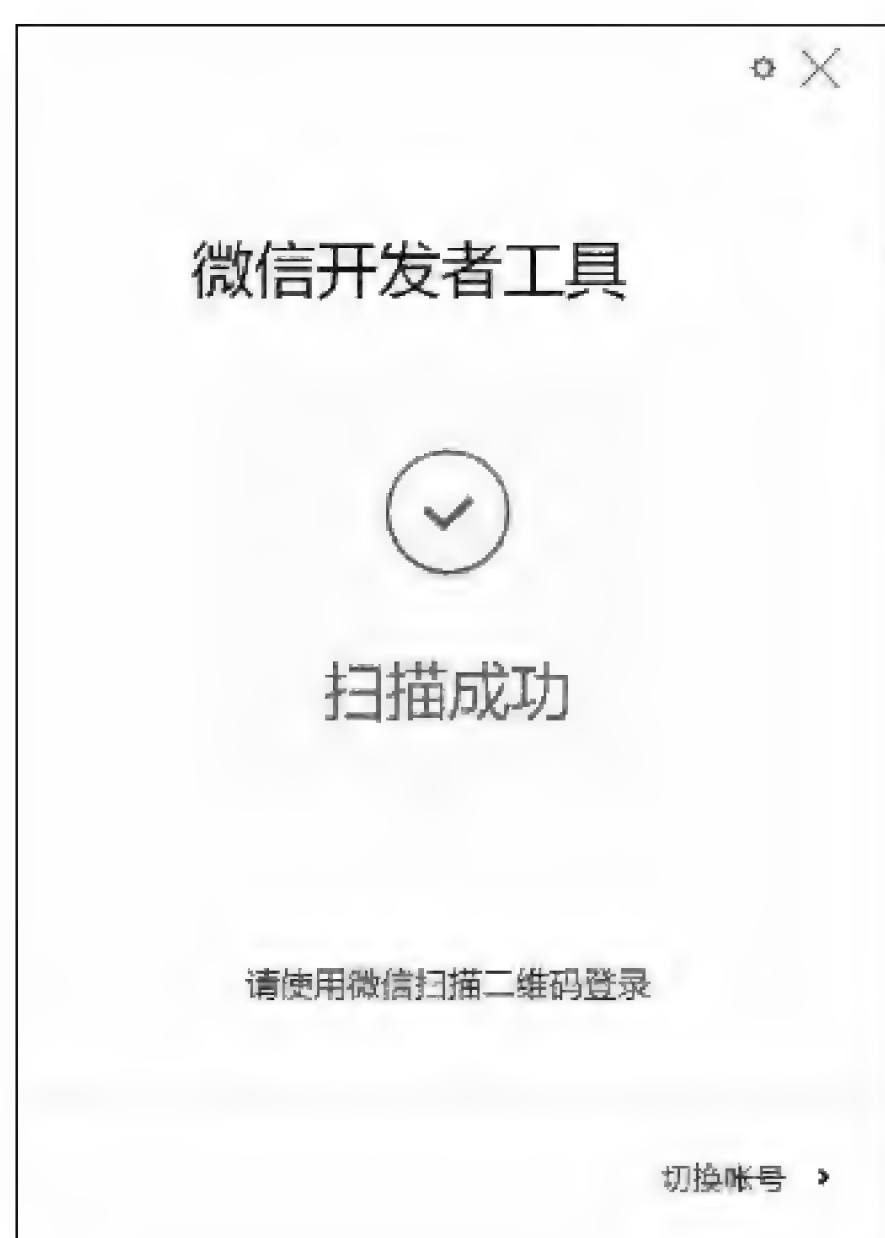 微信开发者工具
扫描成功
请使用微信扫描二维码登录
切换帐号